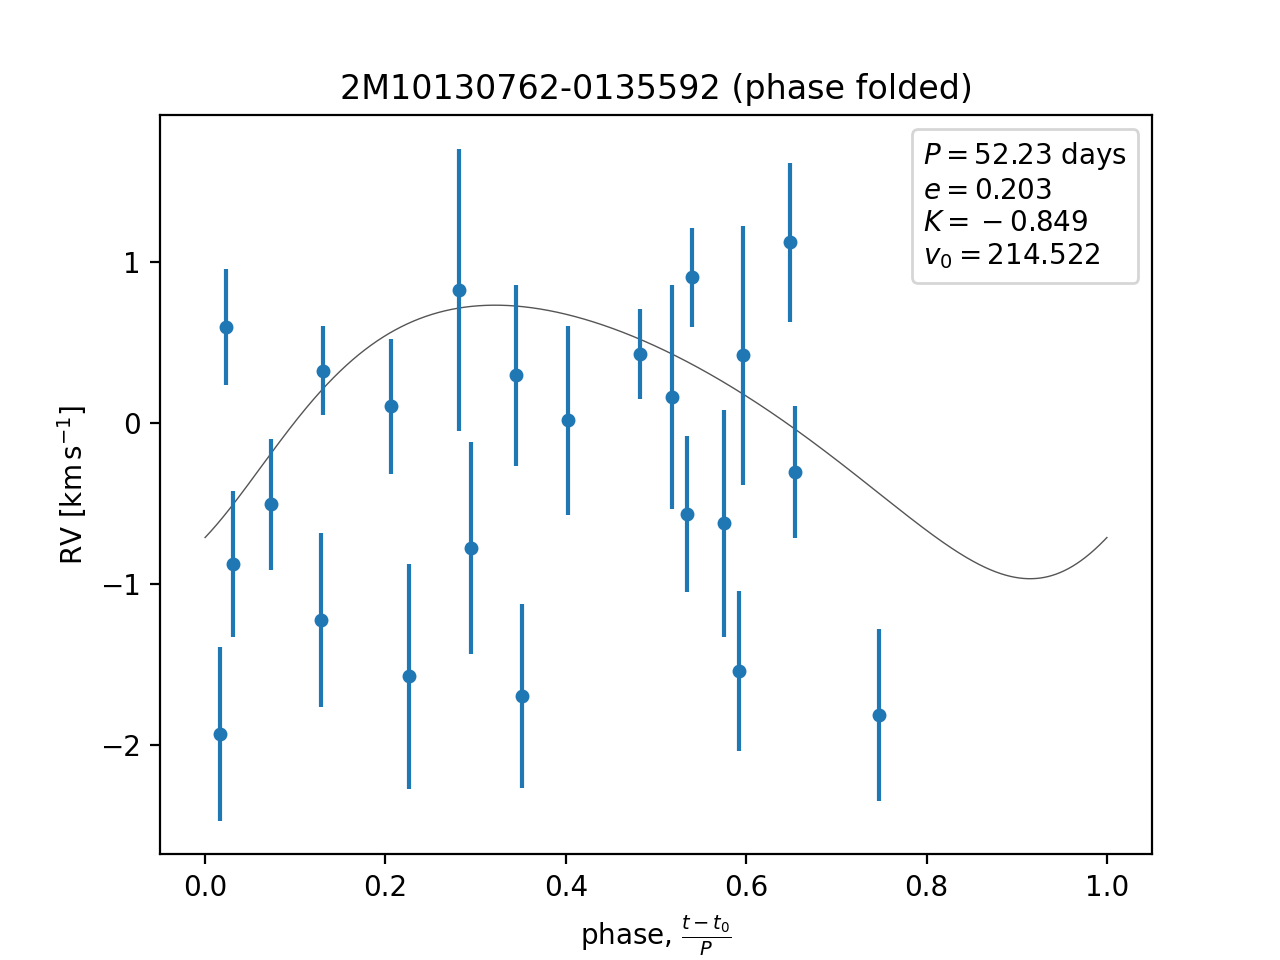 2M10130762-0135592 (phase folded)
P = 52.23 days
e = 0.203
K = −0.849
v₀ = 214.522
RV [km s⁻¹]
1
0
−1
−2
0.0 0.2 0.4 0.6 0.8 1.0
phase, (t − t₀)/P